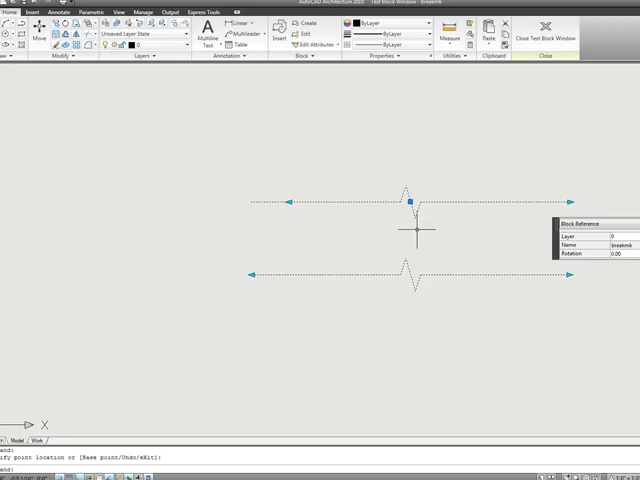 AutoCAD Architecture 2010 Test Block Window - breakmk
Home Insert Annotate Parametric View Manage Output Express Tools
Move
Unsaved Layer State
0
Layers
Multiline
Text
Linear
Multileader
Table
Annotation
Insert
Create
Edit
Edit Attributes
Block
ByLayer
ByLayer
ByLayer
Properties
Measure
Utilities
Paste
Clipboard
Close Test Block Window
Close
Block Reference
Layer 0
Name breakmk
Rotation 0.00
X
Model Work
mand:
ify point location or [Base point/Undo/eXit]:
mand: